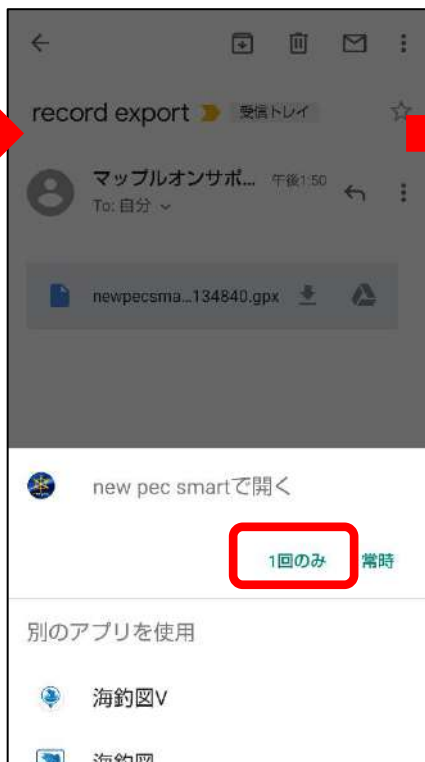 record export 受信トレイ
マップルオンサポ... 午後1:50
To: 自分
newpecsma...134840.gpx
new pec smartで開く
1回のみ 常時
別のアプリを使用
海釣図V
海釣図